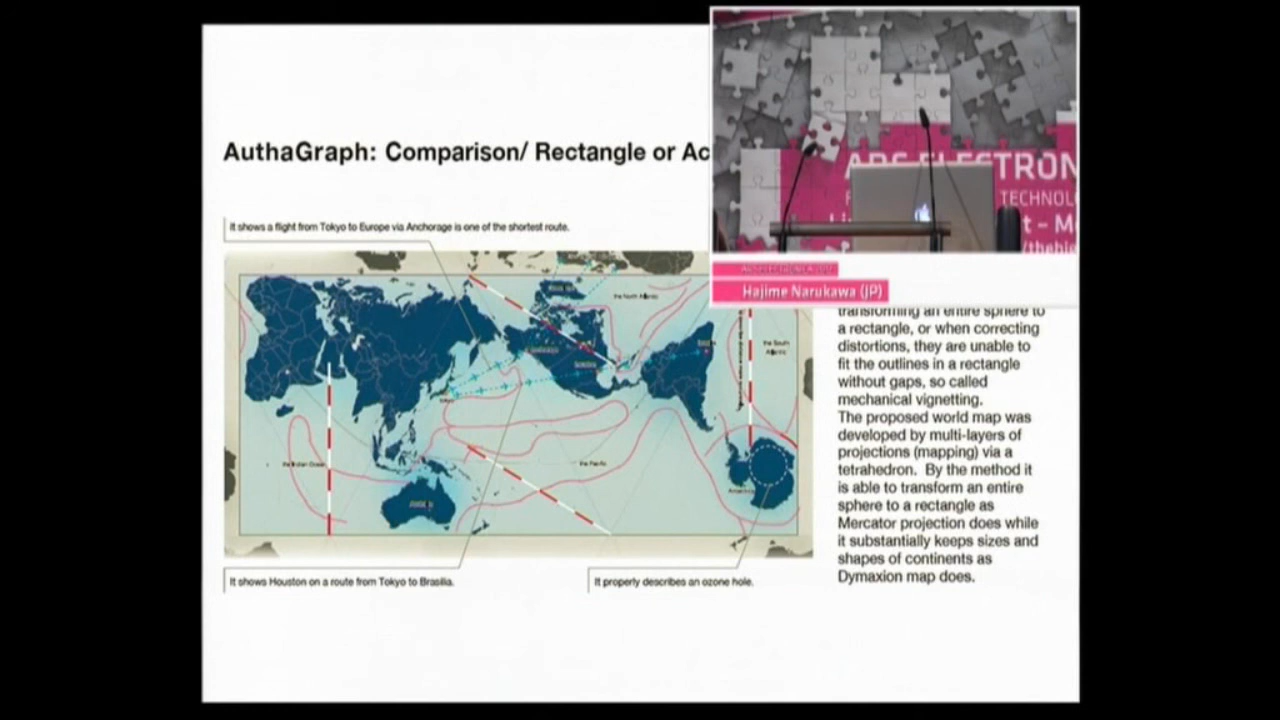 AuthaGraph: Comparison/ Rectangle or Ac
It shows a flight from Tokyo to Europe via Anchorage is one of the shortest route.
the North Atlantic
the South
Atlantic
the Indian Ocean
the Pacific
It shows Houston on a route from Tokyo to Brasilia.
It properly describes an ozone hole.
ARS ELECTRON
TECHNOL
t – M
/thebi
Hajime Narukawa (JP)
transforming an entire sphere to
a rectangle, or when correcting
distortions, they are unable to
fit the outlines in a rectangle
without gaps, so called
mechanical vignetting.
The proposed world map was
developed by multi-layers of
projections (mapping) via a
tetrahedron. By the method it
is able to transform an entire
sphere to a rectangle as
Mercator projection does while
it substantially keeps sizes and
shapes of continents as
Dymaxion map does.